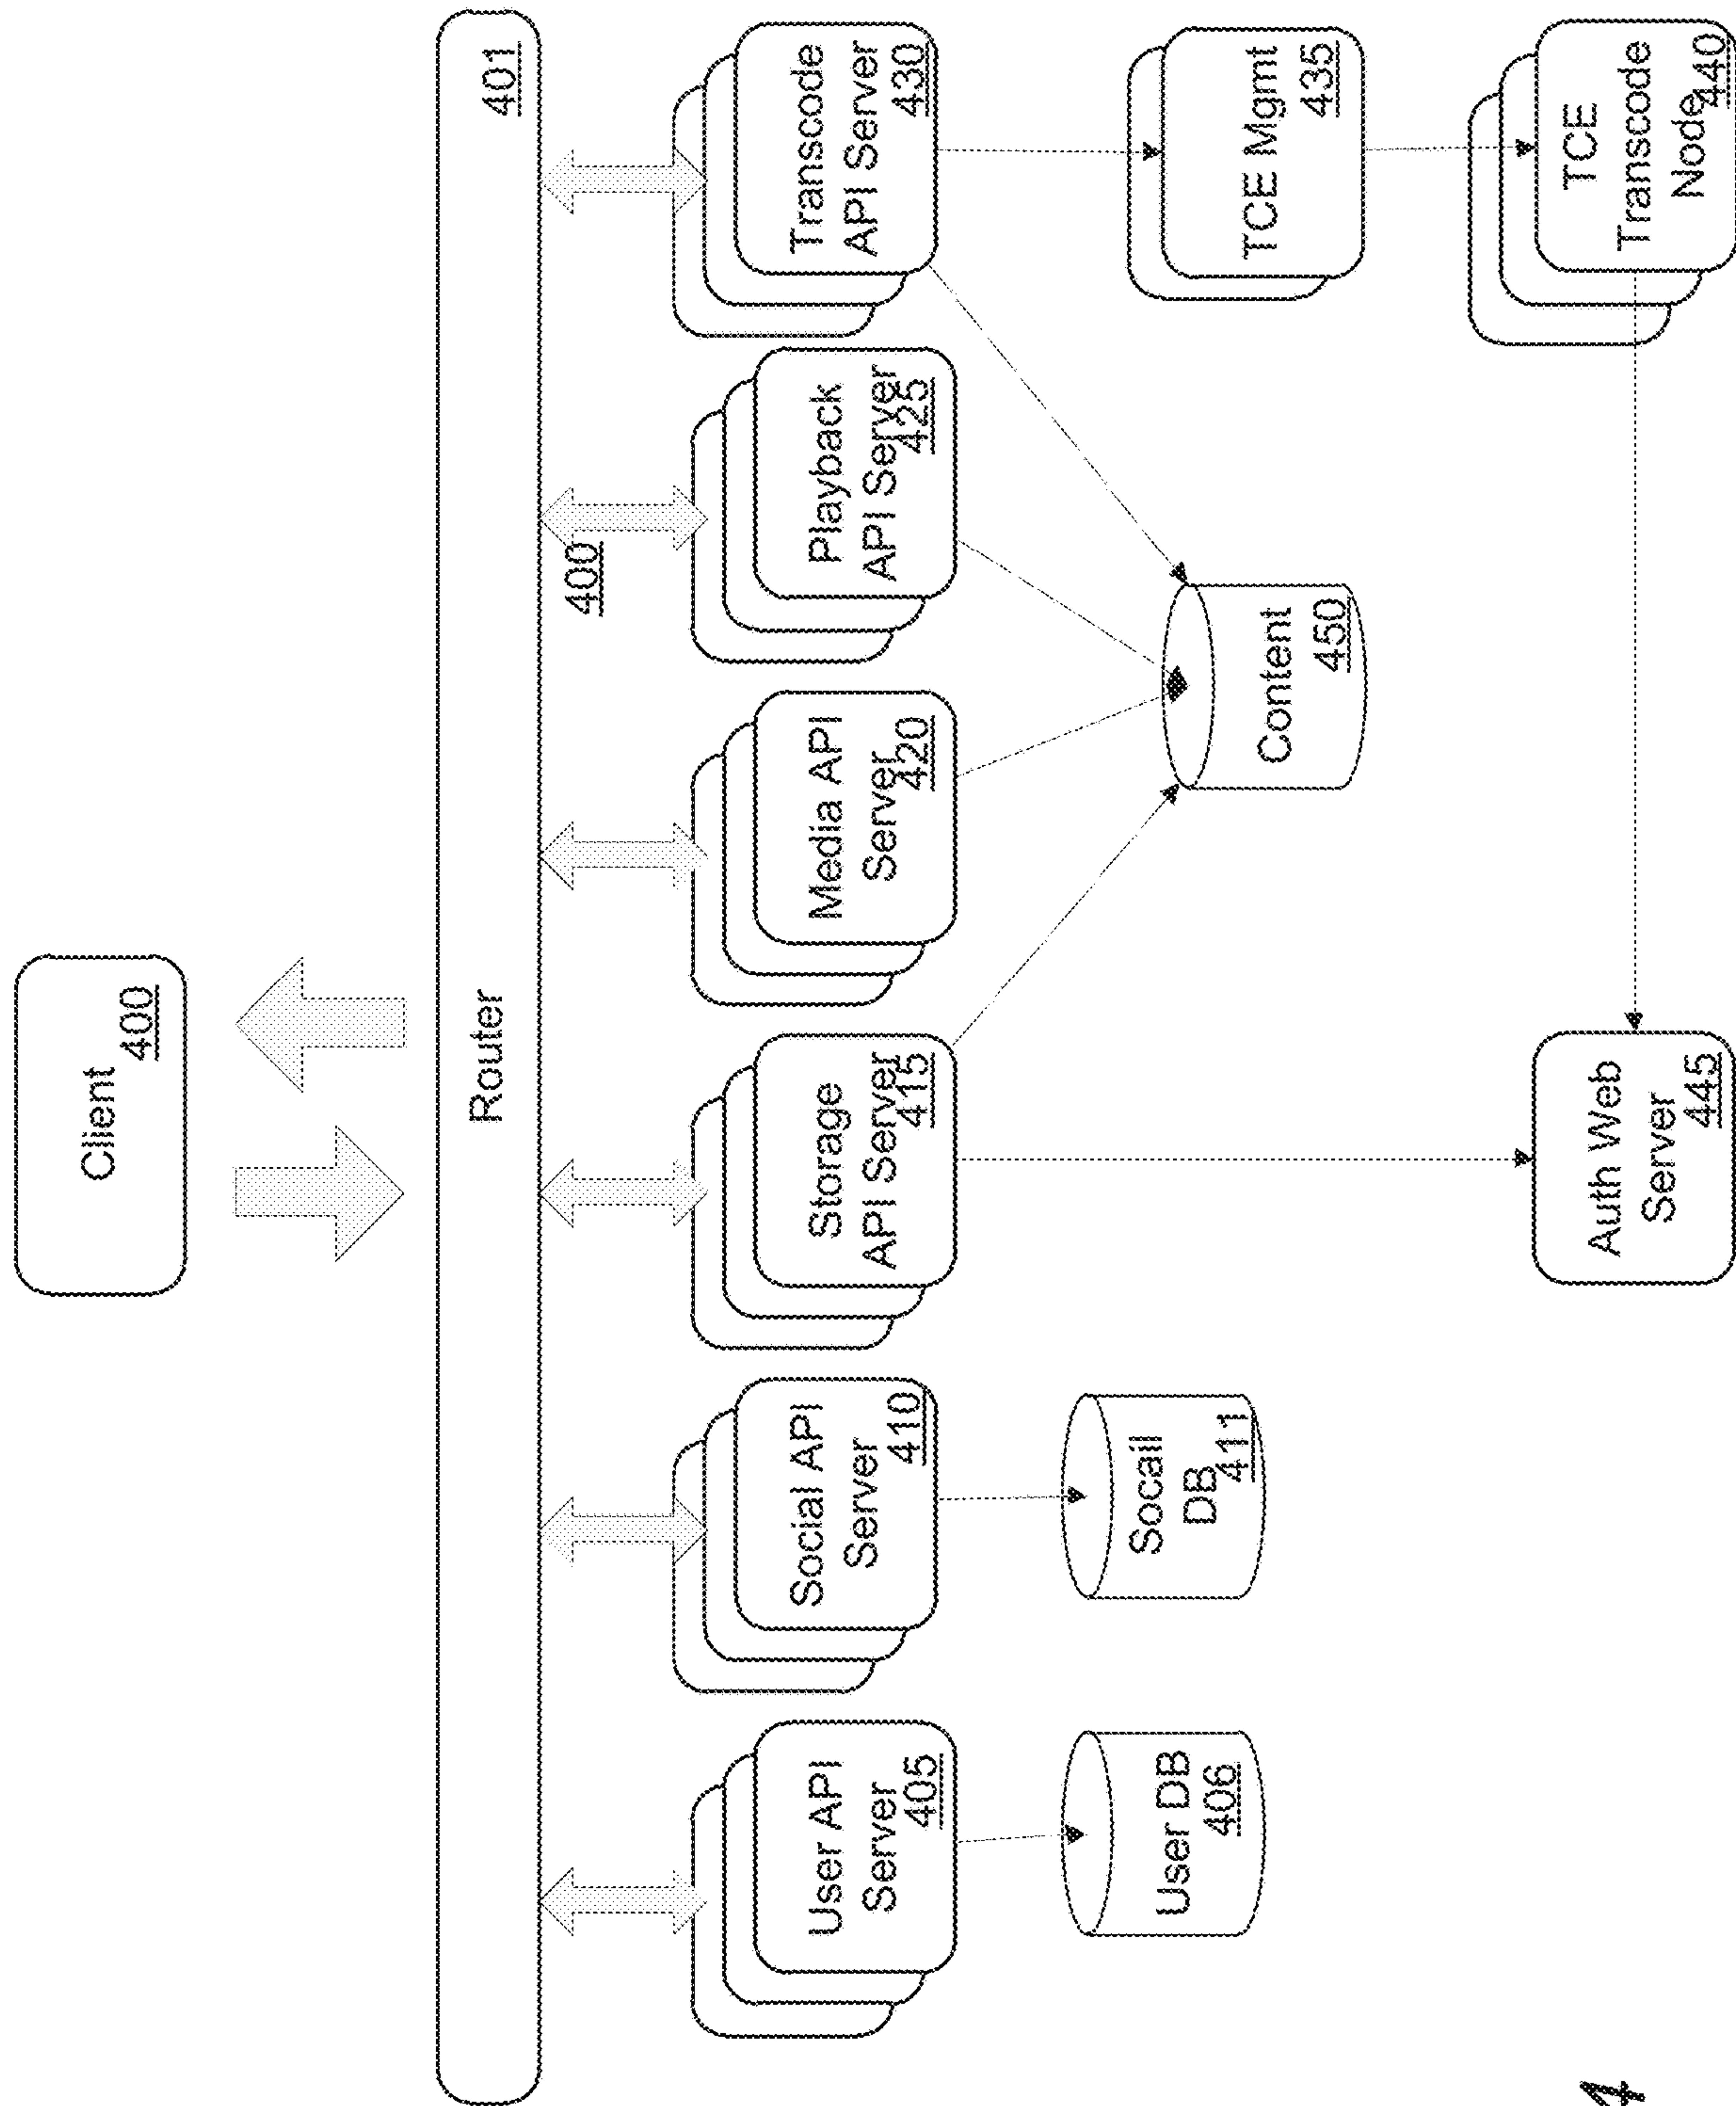 Client
400
Router
401
400
User API
Server
405
Social API
Server
410
Storage
API Server
415
Media API
Server
420
Playback
API Server
425
Transcode
API Server
430
User DB
406
Socail
DB
411
Content
450
TCE Mgmt
435
Auth Web
Server
445
TCE
Transcode
Node
440
4